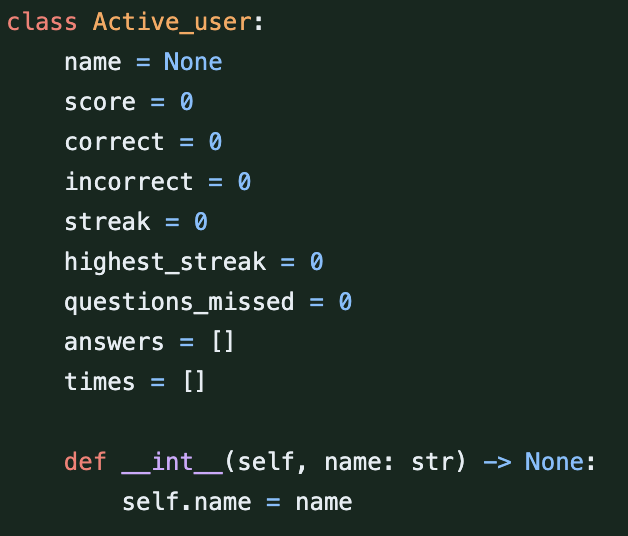 class Active_user:
    name = None
    score = 0
    correct = 0
    incorrect = 0
    streak = 0
    highest_streak = 0
    questions_missed = 0
    answers = []
    times = []

    def __int__(self, name: str) -> None:
        self.name = name